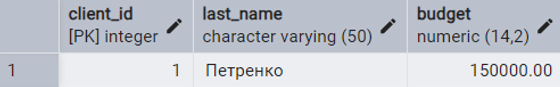 client_id last_name budget
[PK] integer character varying (50) numeric (14,2)
1 1 Петренко 150000.00